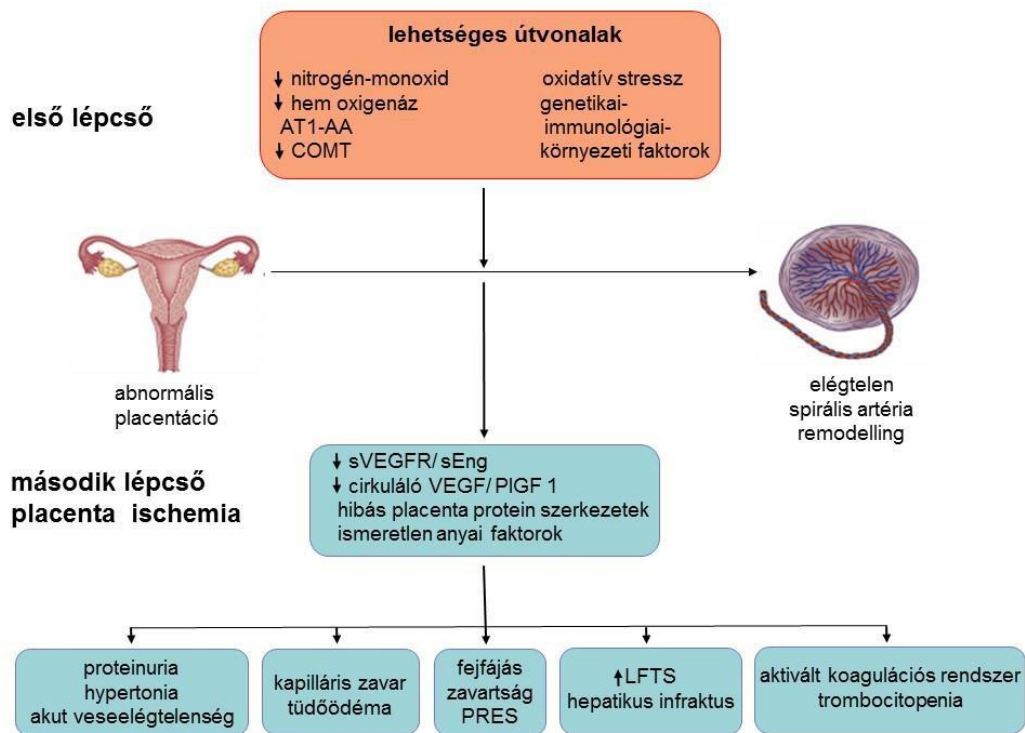 lehetséges útvonalak
↓ nitrogén-monoxid
↓ hem oxigenáz
AT1-AA
↓ COMT
oxidatív stressz
genetikai-
immunológiai-
környezeti faktorok
első lépcső
abnormális
placentáció
elégtelen
spirális artéria
remodelling
második lépcső
placenta ischemia
↓ sVEGFR/ sEng
↓ cirkuláló VEGF/ PlGF 1
hibás placenta protein szerkezetek
ismeretlen anyai faktorok
proteinuria
hypertonia
akut veseelégtelenség
kapilláris zavar
tüdőödéma
fejfájás
zavartság
PRES
↑LFTS
hepatikus infraktus
aktivált koagulációs rendszer
trombocitopenia